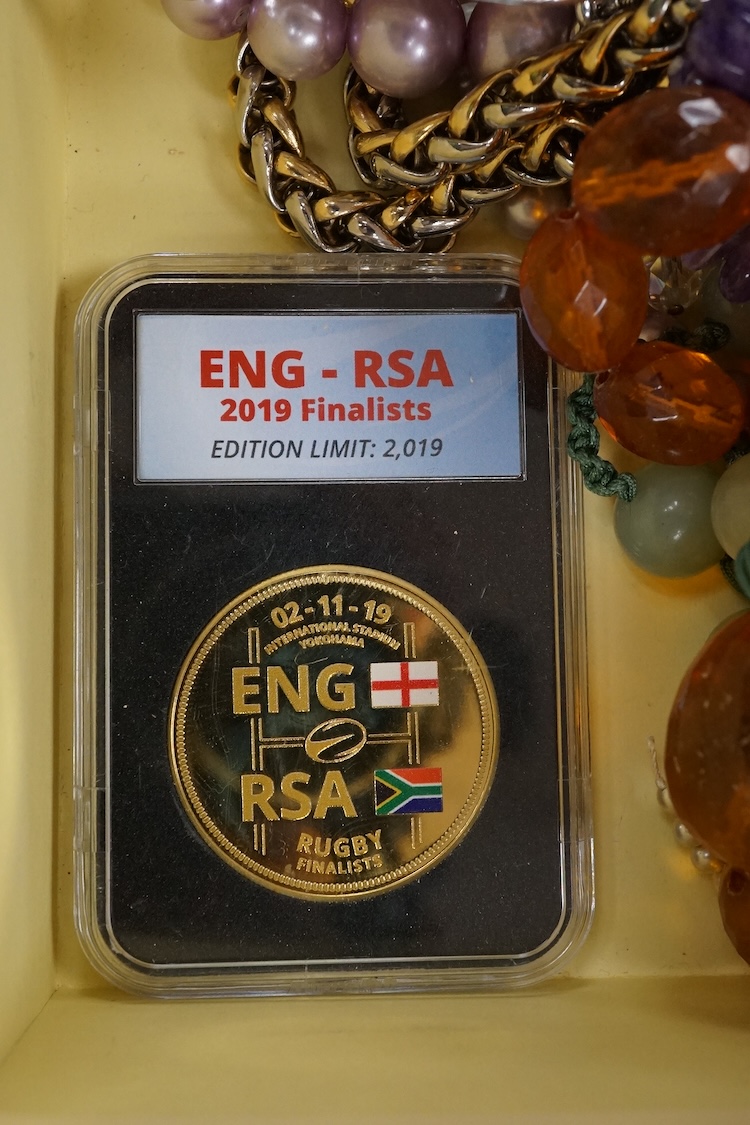 ENG - RSA
2019 Finalists
EDITION LIMIT: 2,019
02-11-19
INTERNATIONAL STADIUM
YOKOHAMA
ENG
RSA
RUGBY
FINALISTS